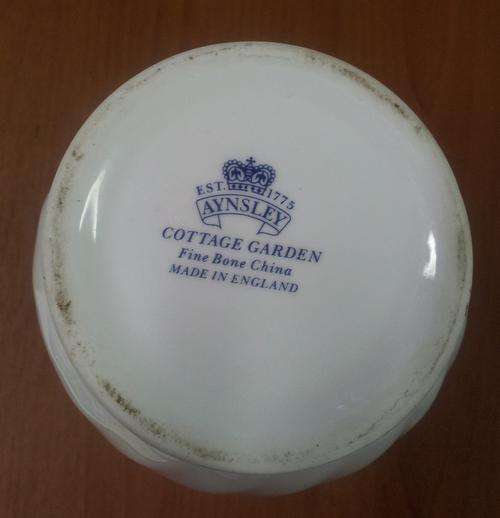 EST. 1775
AYNSLEY
COTTAGE GARDEN
Fine Bone China
MADE IN ENGLAND